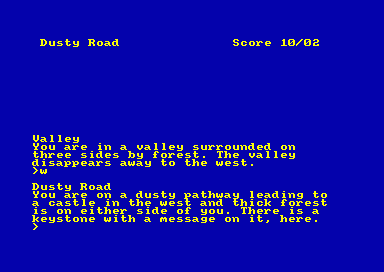 Dusty Road Score 10/02
Valley
You are in a valley surrounded on
three sides by forest. The valley
disappears away to the west.
>w
Dusty Road
You are on a dusty pathway leading to
a castle in the west and thick forest
is on either side of you. There is a
keystone with a message on it, here.
>